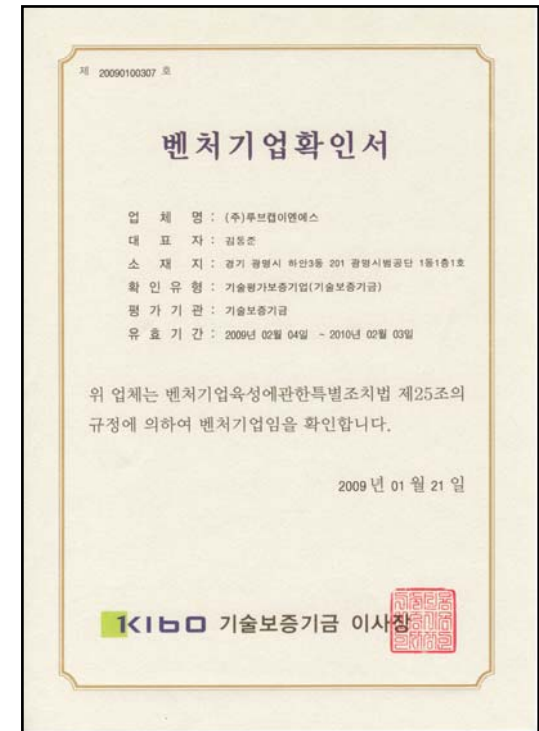 제 20090100307 호
벤처기업확인서
업 체 명 : (주)루브캡이엔에스
대 표 자 : 김동준
소 재 지 : 경기 광명시 하안3동 201 광명시범공단 1동1층1호
확 인 유 형 : 기술평가보증기업(기술보증기금)
평 가 기 관 : 기술보증기금
유 효 기 간 : 2009년 02월 04일 ~ 2010년 02월 03일
위 업체는 벤처기업육성에관한특별조치법 제25조의
규정에 의하여 벤처기업임을 확인합니다.
2009 년 01 월 21 일
KIBO 기술보증기금 이사장